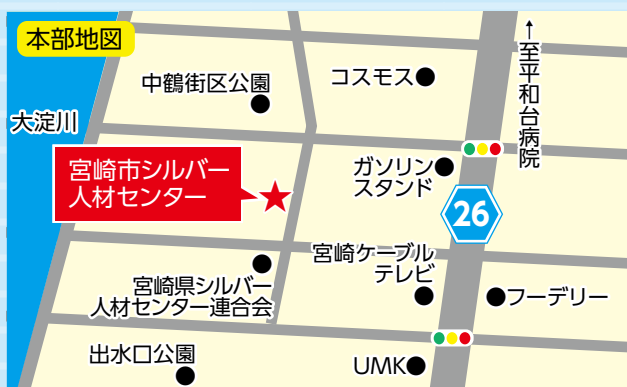 本部地図
↑至平和台病院
中鶴街区公園
コスモス
大淀川
宮崎市シルバー
人材センター
ガソリン
スタンド
26
宮崎ケーブル
テレビ
宮崎県シルバー
人材センター連合会
フーデリー
出水口公園
UMK